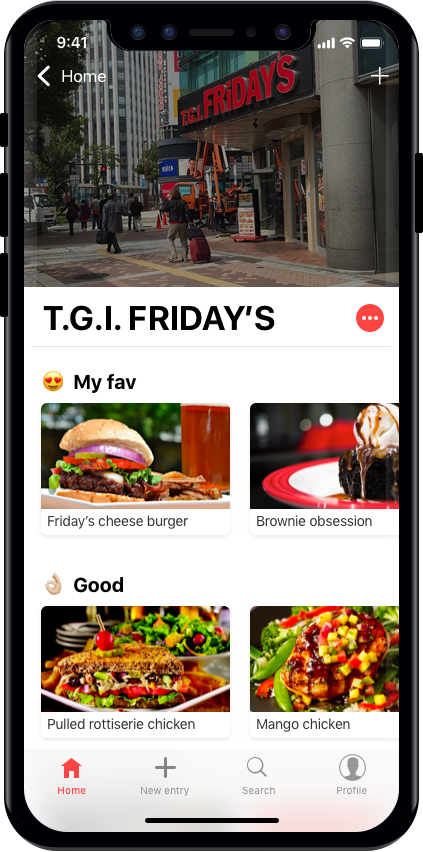 9:41
Home
T.G.I. FRIDAY'S
T.G.I. FRIDAY’S
😍 My fav
Friday’s cheese burger
Brownie obsession
👌🏼 Good
Pulled rottiserie chicken
Mango chicken
Home
New entry
Search
Profile